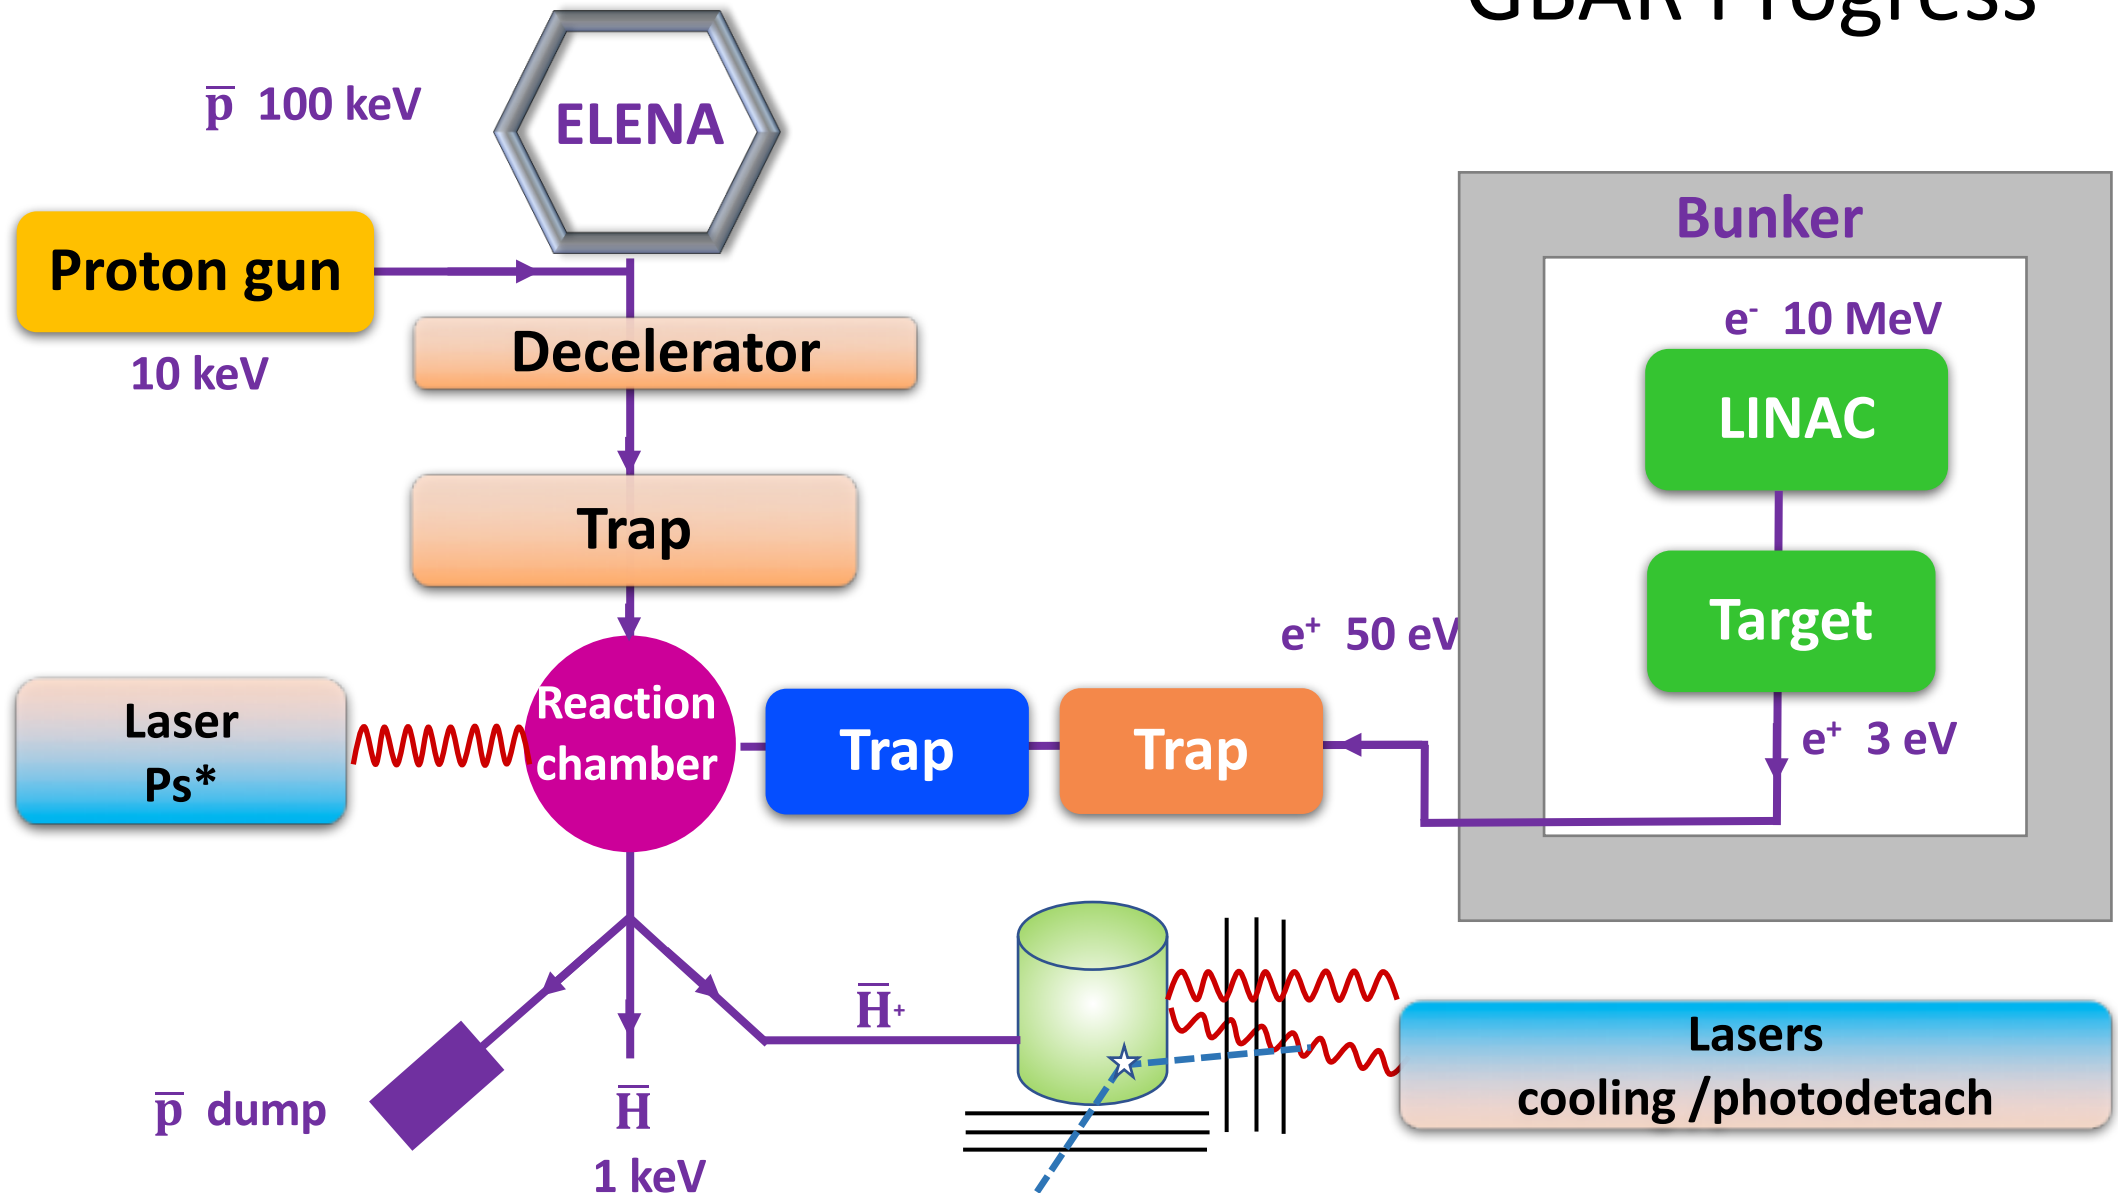 GBAR Progress
p̅ 100 keV
ELENA
Proton gun
10 keV
Decelerator
Trap
Bunker
e⁻ 10 MeV
LINAC
Target
e⁺ 3 eV
e⁺ 50 eV
Laser
Ps*
Reaction
chamber
Trap
Trap
H̅⁺
p̅ dump
H̅
1 keV
Lasers
cooling /photodetach